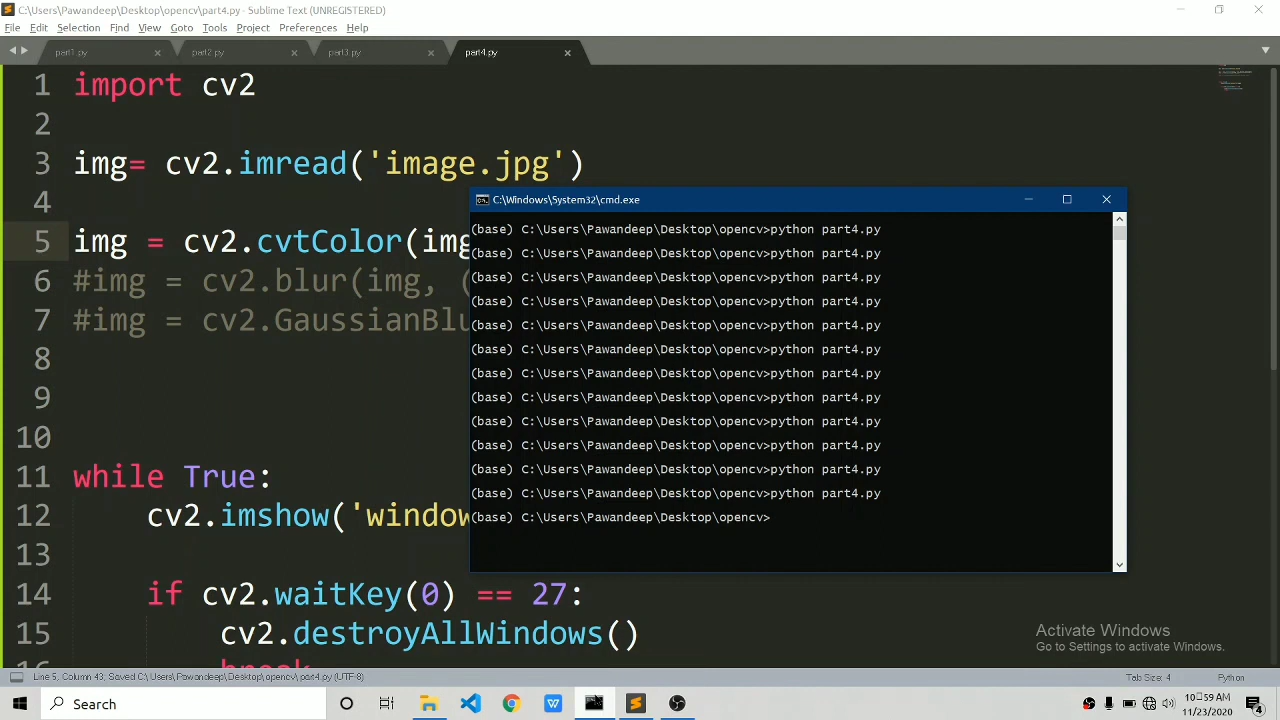 C:\Users\Pawandeep\Desktop\opencv\part4.py - Sublime Text (UNREGISTERED)
File Edit Selection Find View Goto Tools Project Preferences Help
part1.py part2.py part3.py part4.py
1 import cv2
2
3 img= cv2.imread('image.jpg')
4
C:\Windows\System32\cmd.exe
5 img = cv2.cvtColor(img
6 #img = cv2.blur(img, (
7 #img = cv2.GaussianBlu
8
9
10
11 while True:
12 cv2.imshow('window
13
14 if cv2.waitKey(0) == 27:
15 cv2.destroyAllWindows()
16 break
(base) C:\Users\Pawandeep\Desktop\opencv>python part4.py
(base) C:\Users\Pawandeep\Desktop\opencv>python part4.py
(base) C:\Users\Pawandeep\Desktop\opencv>python part4.py
(base) C:\Users\Pawandeep\Desktop\opencv>python part4.py
(base) C:\Users\Pawandeep\Desktop\opencv>python part4.py
(base) C:\Users\Pawandeep\Desktop\opencv>python part4.py
(base) C:\Users\Pawandeep\Desktop\opencv>python part4.py
(base) C:\Users\Pawandeep\Desktop\opencv>python part4.py
(base) C:\Users\Pawandeep\Desktop\opencv>python part4.py
(base) C:\Users\Pawandeep\Desktop\opencv>python part4.py
(base) C:\Users\Pawandeep\Desktop\opencv>python part4.py
(base) C:\Users\Pawandeep\Desktop\opencv>python part4.py
(base) C:\Users\Pawandeep\Desktop\opencv>
Activate Windows
Go to Settings to activate Windows.
Line 5, Column 43; Saved C:\Users\Pawandeep\Desktop\opencv\part4.py (UTF-8) Tab Size: 4 Python
Search
10:59 AM
11/23/2020
4